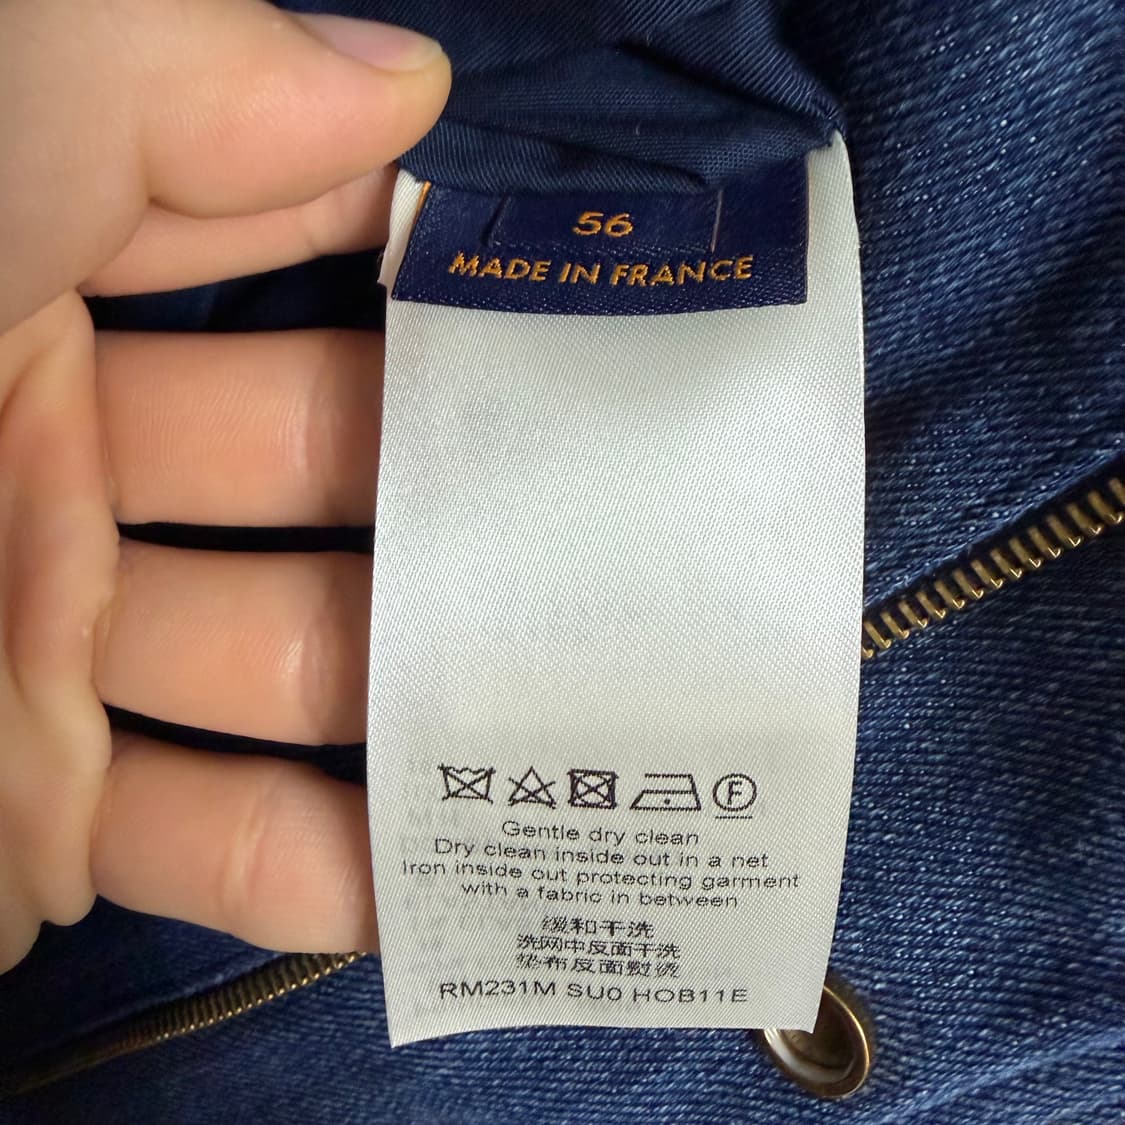 56
MADE IN FRANCE
F
Gentle dry clean
Dry clean inside out in a net
Iron inside out protecting garment
with a fabric in between
缓和干洗
洗网中反面干洗
垫布反面熨烫
RM231M SU0 HOB11E